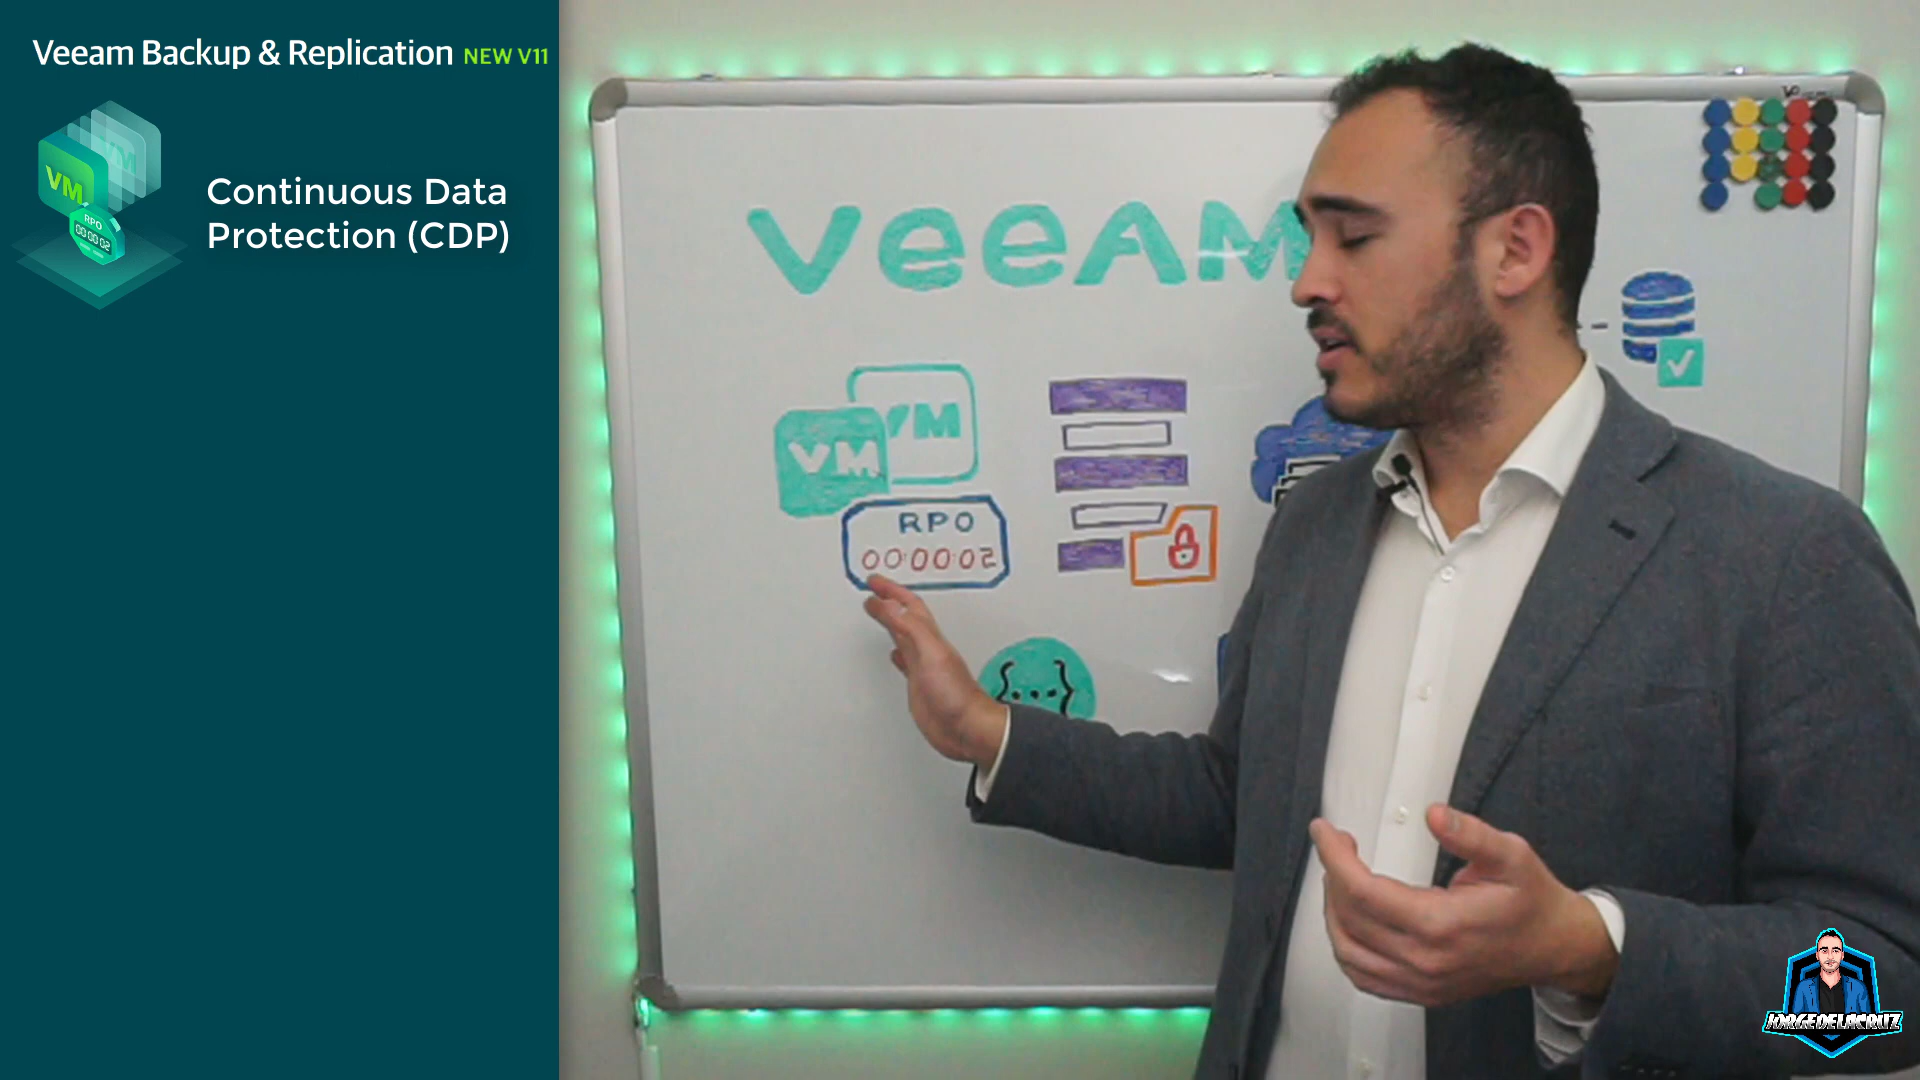 Veeam Backup & Replication NEW V11
VM
VM
RPO
00:00:02
Continuous Data
Protection (CDP)
VeeAM
VM
VM
RPO
00:00:02
{...}
JORGEDELACRUZ